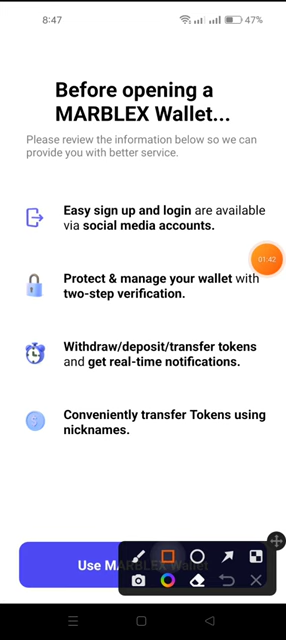 8:47
47%
Before opening a
MARBLEX Wallet...
Please review the information below so we can
provide you with better service.
Easy sign up and login are available
via social media accounts.
01:42
Protect & manage your wallet with
two-step verification.
Withdraw/deposit/transfer tokens
and get real-time notifications.
Conveniently transfer Tokens using
nicknames.
Use MARBLEX Wallet